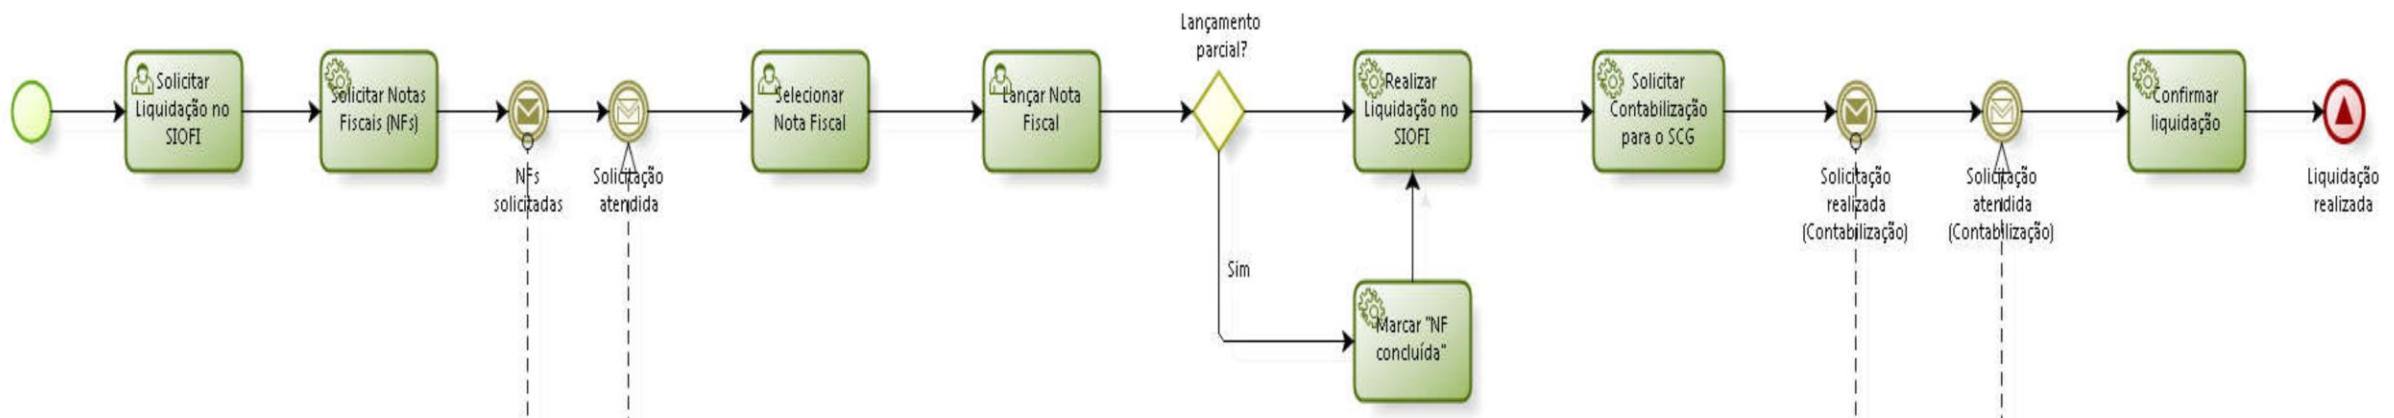 Solicitar
Liquidação no
SIOFI
Solicitar Notas
Fiscais (NFs)
NFs
solicitadas
Solicitação
atendida
Selecionar
Nota Fiscal
Lançar Nota
Fiscal
Lançamento
parcial?
Sim
Realizar
Liquidação no
SIOFI
Marcar "NF
concluída"
Solicitar
Contabilização
para o SCG
Solicitação
realizada
(Contabilização)
Solicitação
atendida
(Contabilização)
Confirmar
liquidação
Liquidação
realizada